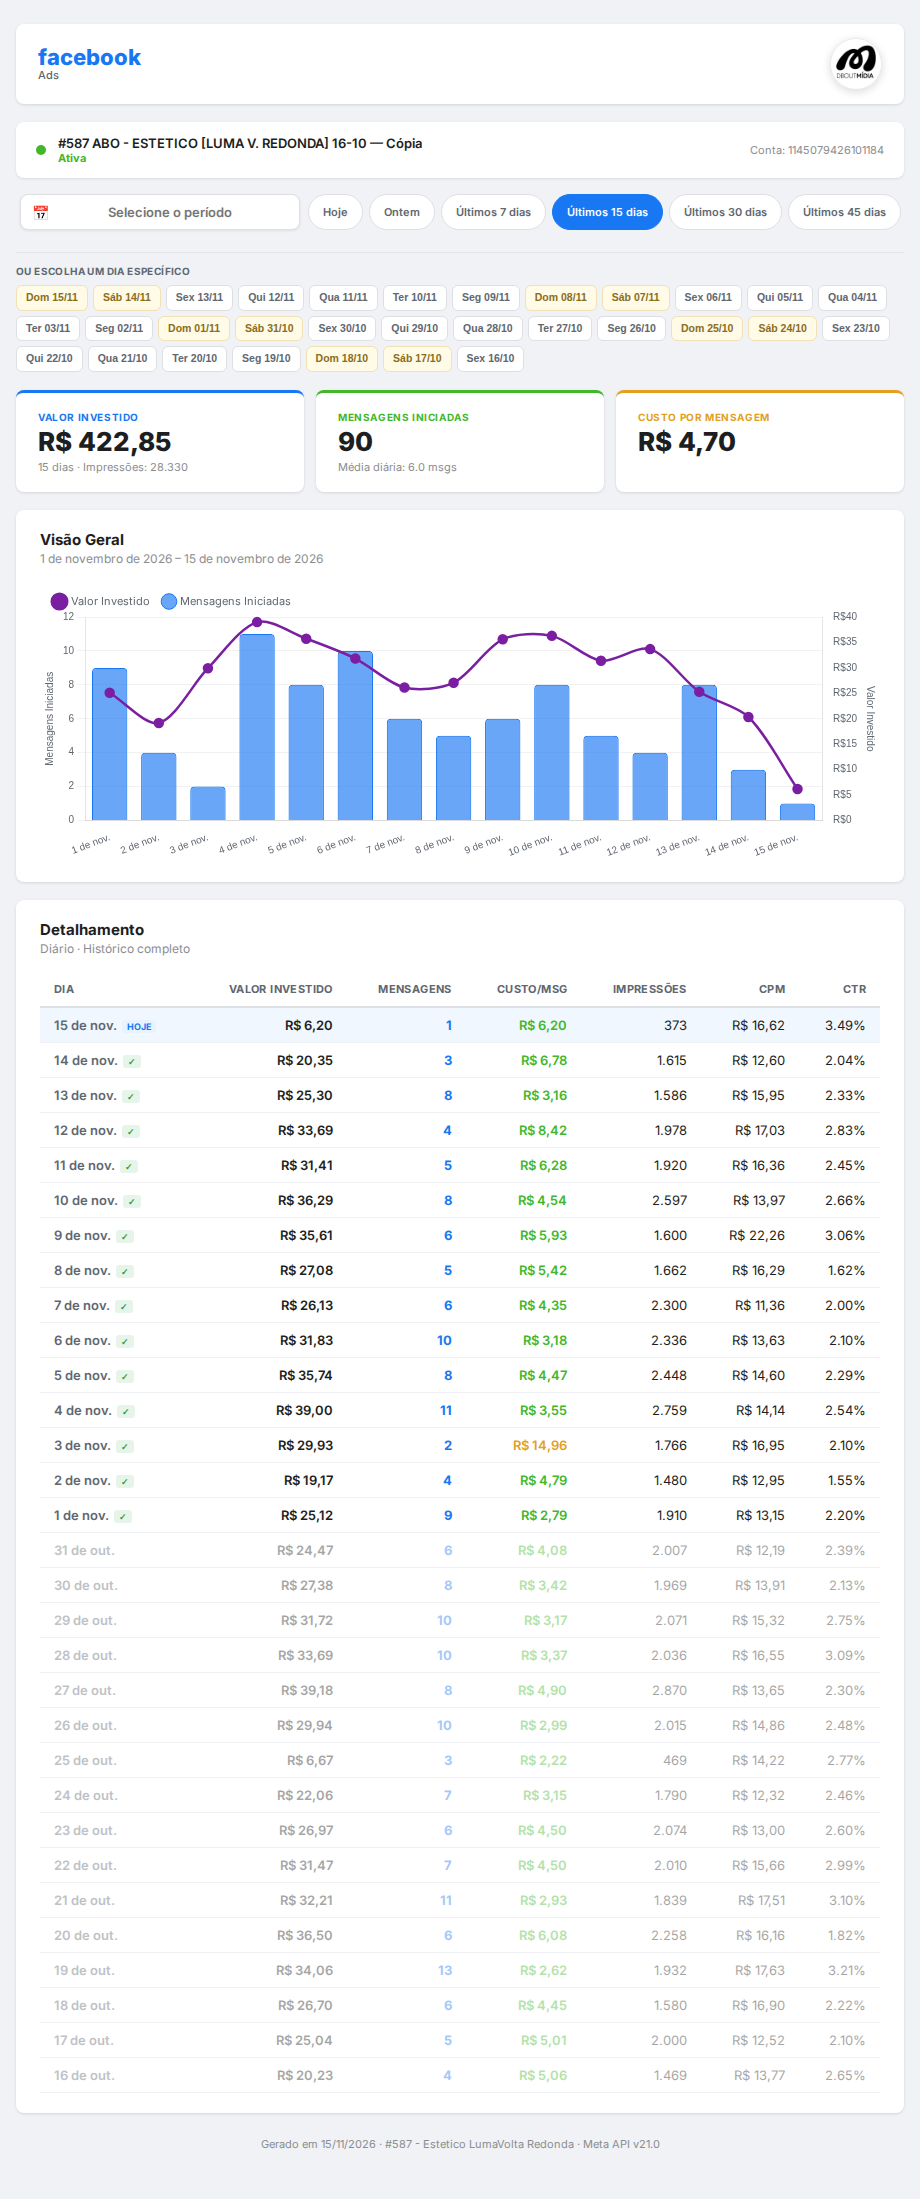 facebook
Ads
DBOUTMÍDIA
#587 ABO - ESTETICO [LUMA V. REDONDA] 16-10 — Cópia
Ativa
Conta: 1145079426101184
Selecione o período
Hoje
Ontem
Últimos 7 dias
Últimos 15 dias
Últimos 30 dias
Últimos 45 dias
OU ESCOLHA UM DIA ESPECÍFICO
Dom 15/11 Sáb 14/11 Sex 13/11 Qui 12/11 Qua 11/11 Ter 10/11 Seg 09/11 Dom 08/11 Sáb 07/11 Sex 06/11 Qui 05/11 Qua 04/11
Ter 03/11 Seg 02/11 Dom 01/11 Sáb 31/10 Sex 30/10 Qui 29/10 Qua 28/10 Ter 27/10 Seg 26/10 Dom 25/10 Sáb 24/10 Sex 23/10
Qui 22/10 Qua 21/10 Ter 20/10 Seg 19/10 Dom 18/10 Sáb 17/10 Sex 16/10
VALOR INVESTIDO
R$ 422,85
15 dias · Impressões: 28.330
MENSAGENS INICIADAS
90
Média diária: 6.0 msgs
CUSTO POR MENSAGEM
R$ 4,70
Visão Geral
1 de novembro de 2026 – 15 de novembro de 2026
Valor Investido Mensagens Iniciadas
Mensagens Iniciadas
12
10
8
6
4
2
0
R$40
R$35
R$30
R$25
R$20
R$15
R$10
R$5
R$0
Valor Investido
1 de nov. 2 de nov. 3 de nov. 4 de nov. 5 de nov. 6 de nov. 7 de nov. 8 de nov. 9 de nov. 10 de nov. 11 de nov. 12 de nov. 13 de nov. 14 de nov. 15 de nov.
Detalhamento
Diário · Histórico completo
DIA VALOR INVESTIDO MENSAGENS CUSTO/MSG IMPRESSÕES CPM CTR
15 de nov. HOJE R$ 6,20 1 R$ 6,20 373 R$ 16,62 3.49%
14 de nov. ✓ R$ 20,35 3 R$ 6,78 1.615 R$ 12,60 2.04%
13 de nov. ✓ R$ 25,30 8 R$ 3,16 1.586 R$ 15,95 2.33%
12 de nov. ✓ R$ 33,69 4 R$ 8,42 1.978 R$ 17,03 2.83%
11 de nov. ✓ R$ 31,41 5 R$ 6,28 1.920 R$ 16,36 2.45%
10 de nov. ✓ R$ 36,29 8 R$ 4,54 2.597 R$ 13,97 2.66%
9 de nov. ✓ R$ 35,61 6 R$ 5,93 1.600 R$ 22,26 3.06%
8 de nov. ✓ R$ 27,08 5 R$ 5,42 1.662 R$ 16,29 1.62%
7 de nov. ✓ R$ 26,13 6 R$ 4,35 2.300 R$ 11,36 2.00%
6 de nov. ✓ R$ 31,83 10 R$ 3,18 2.336 R$ 13,63 2.10%
5 de nov. ✓ R$ 35,74 8 R$ 4,47 2.448 R$ 14,60 2.29%
4 de nov. ✓ R$ 39,00 11 R$ 3,55 2.759 R$ 14,14 2.54%
3 de nov. ✓ R$ 29,93 2 R$ 14,96 1.766 R$ 16,95 2.10%
2 de nov. ✓ R$ 19,17 4 R$ 4,79 1.480 R$ 12,95 1.55%
1 de nov. ✓ R$ 25,12 9 R$ 2,79 1.910 R$ 13,15 2.20%
31 de out. R$ 24,47 6 R$ 4,08 2.007 R$ 12,19 2.39%
30 de out. R$ 27,38 8 R$ 3,42 1.969 R$ 13,91 2.13%
29 de out. R$ 31,72 10 R$ 3,17 2.071 R$ 15,32 2.75%
28 de out. R$ 33,69 10 R$ 3,37 2.036 R$ 16,55 3.09%
27 de out. R$ 39,18 8 R$ 4,90 2.870 R$ 13,65 2.30%
26 de out. R$ 29,94 10 R$ 2,99 2.015 R$ 14,86 2.48%
25 de out. R$ 6,67 3 R$ 2,22 469 R$ 14,22 2.77%
24 de out. R$ 22,06 7 R$ 3,15 1.790 R$ 12,32 2.46%
23 de out. R$ 26,97 6 R$ 4,50 2.074 R$ 13,00 2.60%
22 de out. R$ 31,47 7 R$ 4,50 2.010 R$ 15,66 2.99%
21 de out. R$ 32,21 11 R$ 2,93 1.839 R$ 17,51 3.10%
20 de out. R$ 36,50 6 R$ 6,08 2.258 R$ 16,16 1.82%
19 de out. R$ 34,06 13 R$ 2,62 1.932 R$ 17,63 3.21%
18 de out. R$ 26,70 6 R$ 4,45 1.580 R$ 16,90 2.22%
17 de out. R$ 25,04 5 R$ 5,01 2.000 R$ 12,52 2.10%
16 de out. R$ 20,23 4 R$ 5,06 1.469 R$ 13,77 2.65%
Gerado em 15/11/2026 · #587 - Estetico LumaVolta Redonda · Meta API v21.0